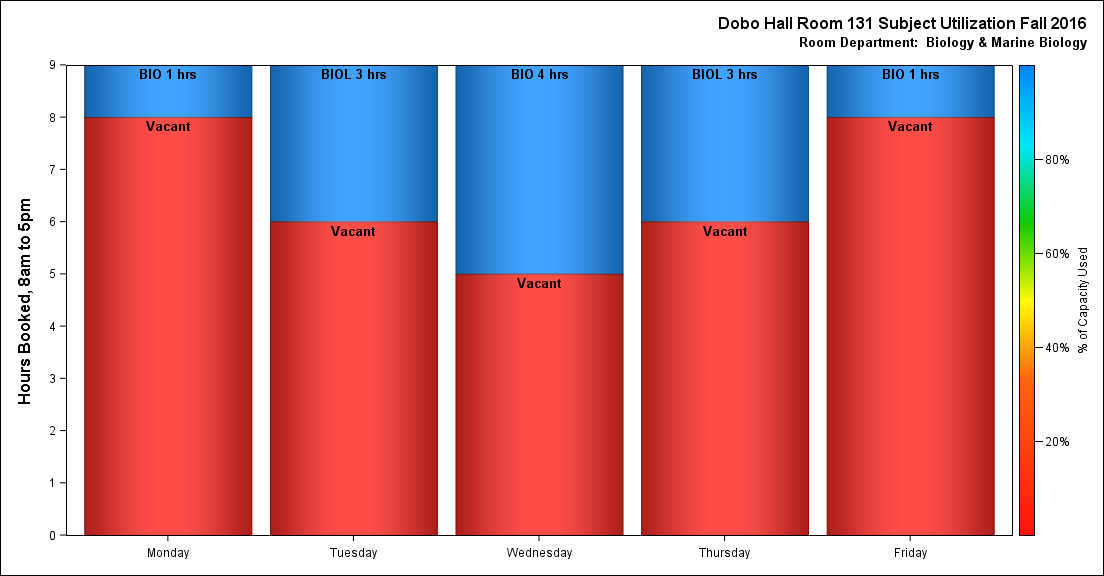 Dobo Hall Room 131 Subject Utilization Fall 2016
Room Department:  Biology & Marine Biology
Hours Booked, 8am to 5pm
9
8
7
6
5
4
3
2
1
0
BIO 1 hrs
Vacant
BIOL 3 hrs
Vacant
BIO 4 hrs
Vacant
BIOL 3 hrs
Vacant
BIO 1 hrs
Vacant
Monday
Tuesday
Wednesday
Thursday
Friday
80%
60%
40%
20%
% of Capacity Used